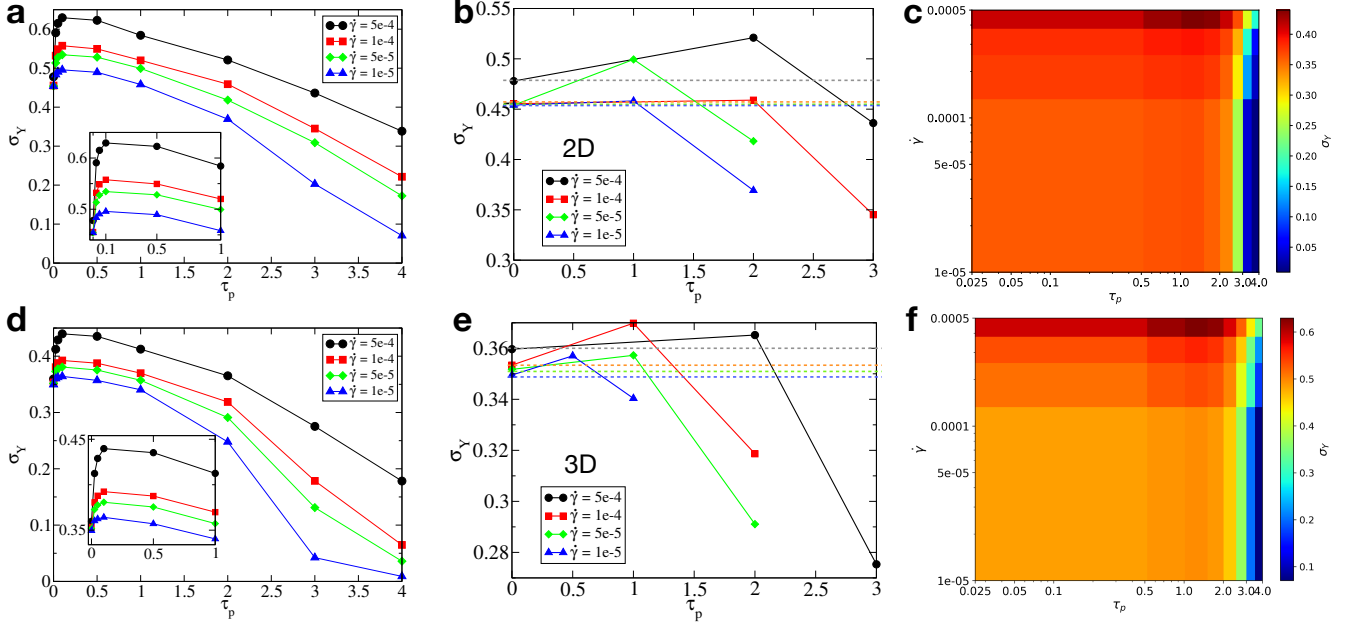 a
0.6
0.5
0.4
0.3
0.2
0.1
0
σY
γ̇ = 5e-4
γ̇ = 1e-4
γ̇ = 5e-5
γ̇ = 1e-5
0.6
0.5
0.1 0.5 1
0 0.5 1 1.5 2 2.5 3 3.5 4
τp
b
0.55
0.5
0.45
0.4
0.35
0.3
σY
2D
γ̇ = 5e-4
γ̇ = 1e-4
γ̇ = 5e-5
γ̇ = 1e-5
0 0.5 1 1.5 2 2.5 3
τp
c
0.0005
0.0001
γ̇
5e-05
1e-05
0.025 0.1 0.5 1.0 2.0 3.0 4.0
τp
0.40
0.35
0.30
0.25
0.20
0.15
0.10
0.05
σY
d
0.4
0.3
0.2
0.1
0
σY
γ̇ = 5e-4
γ̇ = 1e-4
γ̇ = 5e-5
γ̇ = 1e-5
0.45
0.35
0 0.5 1
0 0.5 1 1.5 2 2.5 3 3.5 4
τp
e
0.36
0.34
0.32
0.3
0.28
0.26
σY
3D
γ̇ = 5e-4
γ̇ = 1e-4
γ̇ = 5e-5
γ̇ = 1e-5
0 0.5 1 1.5 2 2.5 3
τp
f
0.0005
0.0001
γ̇
5e-05
1e-05
0.025 0.1 0.5 1.0 2.0 3.0 4.0
τp
0.6
0.5
0.4
0.3
0.2
0.1
σY